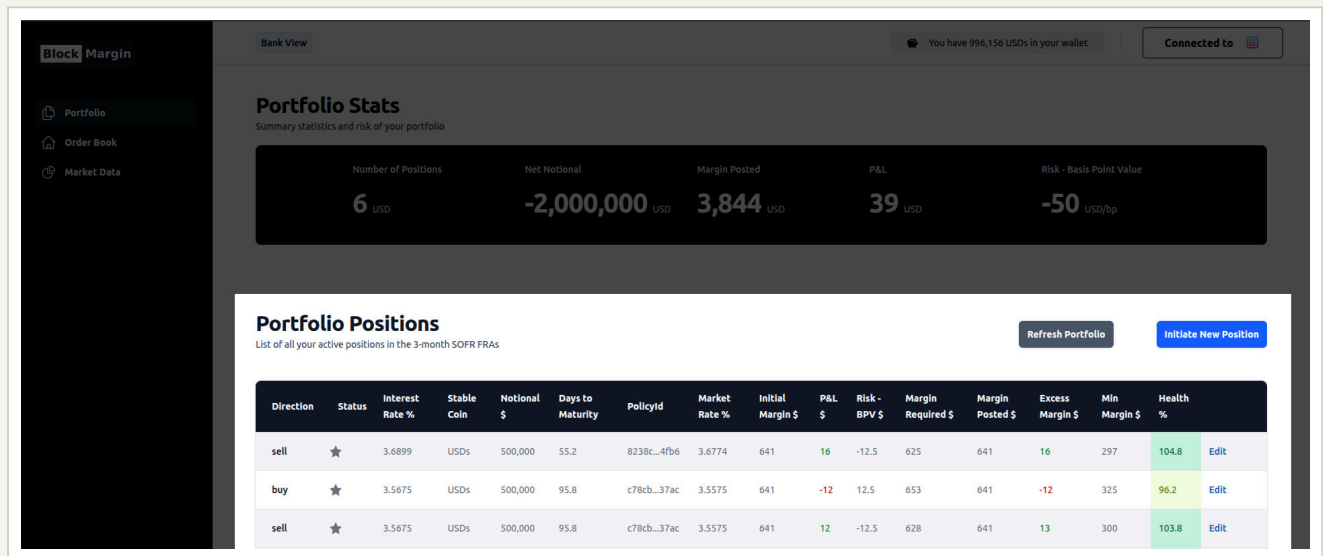 Block Margin
Bank View
You have 996,156 USDs in your wallet
Connected to
Portfolio
Order Book
Market Data
Portfolio Stats
Summary statistics and risk of your portfolio
Number of Positions Net Notional Margin Posted P&L Risk - Basis Point Value
6 USD -2,000,000 USD 3,844 USD 39 USD -50 USD/bp
Portfolio Positions
List of all your active positions in the 3-month SOFR FRAs
Refresh Portfolio
Initiate New Position
Direction Status Interest Rate % Stable Coin Notional $ Days to Maturity PolicyId Market Rate % Initial Margin $ P&L $ Risk - BPV $ Margin Required $ Margin Posted $ Excess Margin $ Min Margin $ Health %
sell 3.6899 USDs 500,000 55.2 8238c...4fb6 3.6774 641 16 -12.5 625 641 16 297 104.8 Edit
buy 3.5675 USDs 500,000 95.8 c78cb...37ac 3.5575 641 -12 12.5 653 641 -12 325 96.2 Edit
sell 3.5675 USDs 500,000 95.8 c78cb...37ac 3.5575 641 12 -12.5 628 641 13 300 103.8 Edit